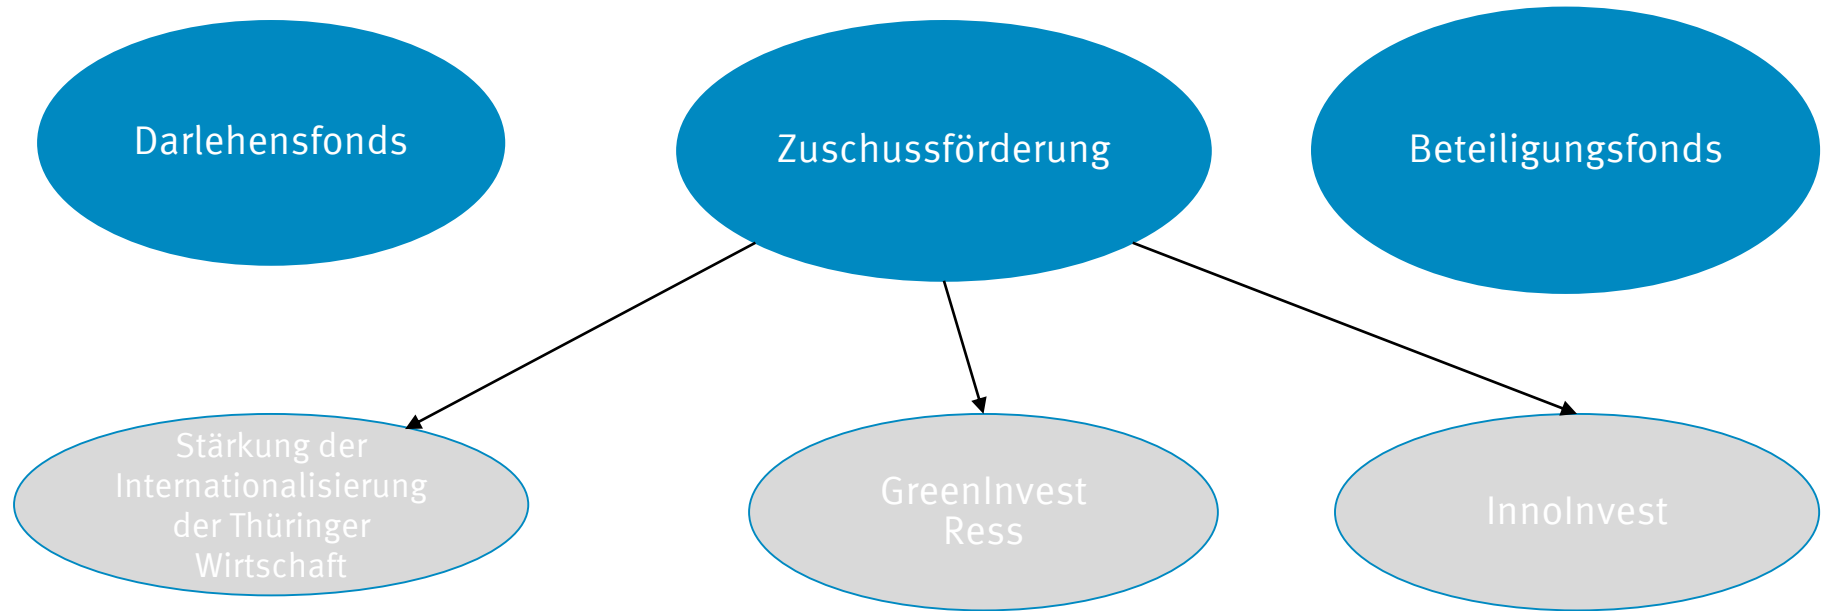 Darlehensfonds
Zuschussförderung
Beteiligungsfonds
Stärkung der
Internationalisierung
der Thüringer
Wirtschaft
GreenInvest
Ress
InnoInvest